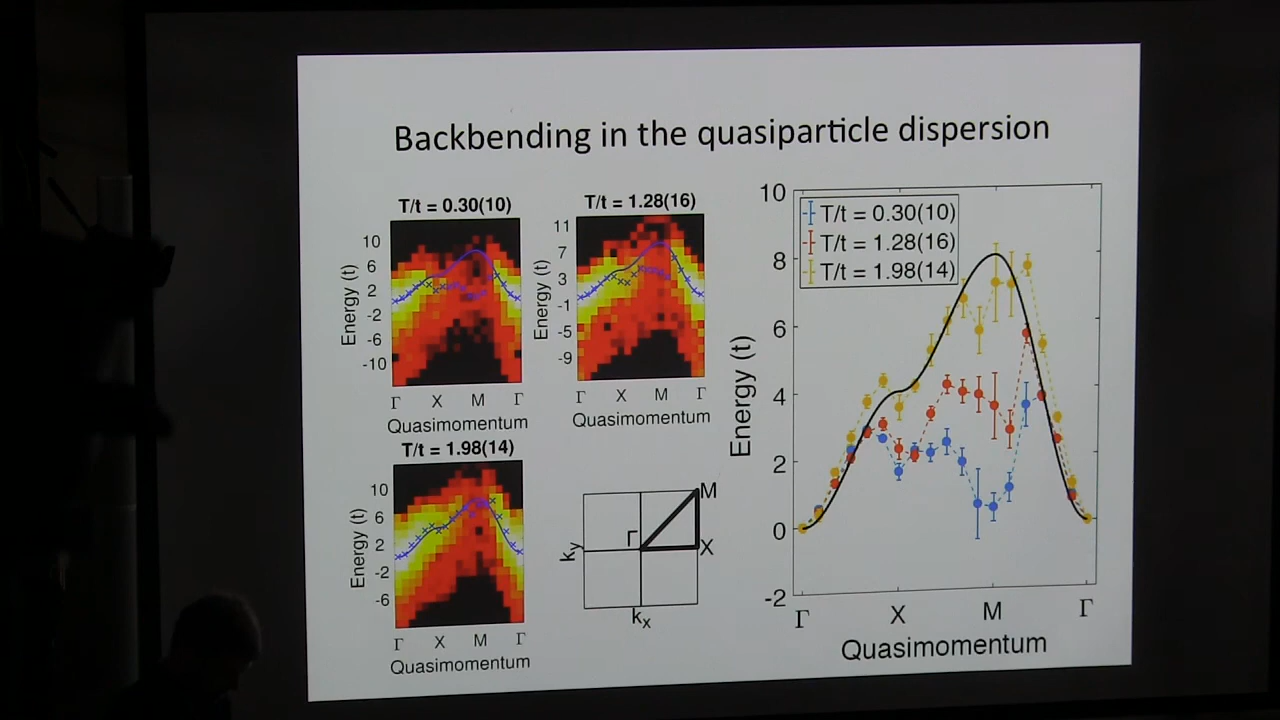 Backbending in the quasiparticle dispersion
T/t = 0.30(10)
Energy (t)
10
6
2
-2
-6
-10
Γ X M Γ
Quasimomentum
T/t = 1.28(16)
Energy (t)
11
7
3
-1
-5
-9
Γ X M Γ
Quasimomentum
T/t = 1.98(14)
Energy (t)
10
6
2
-2
-6
Γ X M Γ
Quasimomentum
M
Γ
X
ky
kx
T/t = 0.30(10)
T/t = 1.28(16)
T/t = 1.98(14)
Energy (t)
10
8
6
4
2
0
-2
Γ X M Γ
Quasimomentum